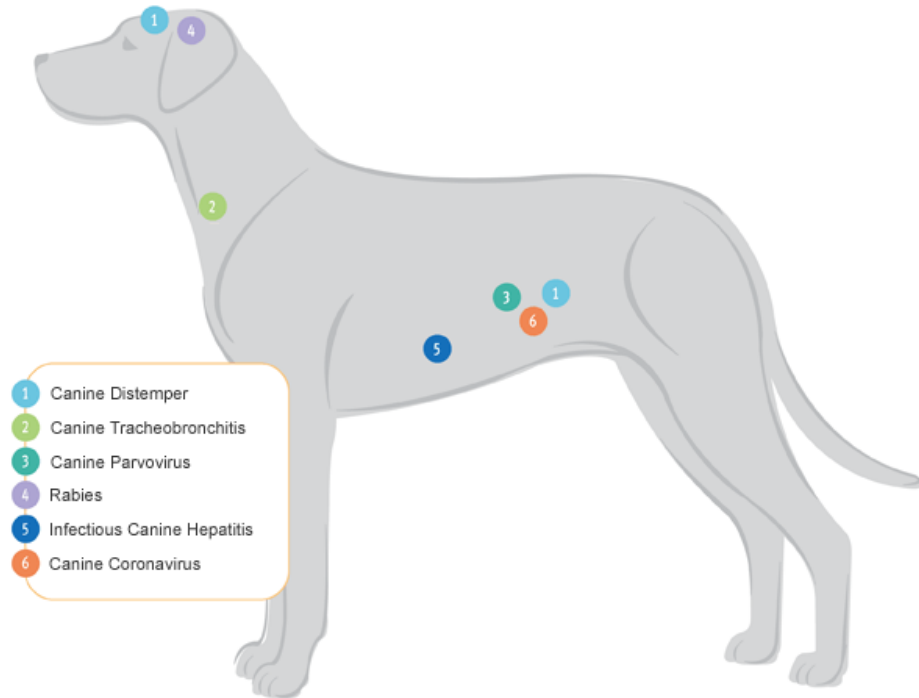 1
4
2
3
1
6
5
1 Canine Distemper
2 Canine Tracheobronchitis
3 Canine Parvovirus
4 Rabies
5 Infectious Canine Hepatitis
6 Canine Coronavirus